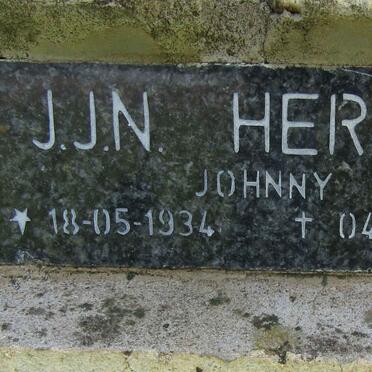 J.J.N. HER
JOHNNY
★ 18-05-1934 ✝ 04